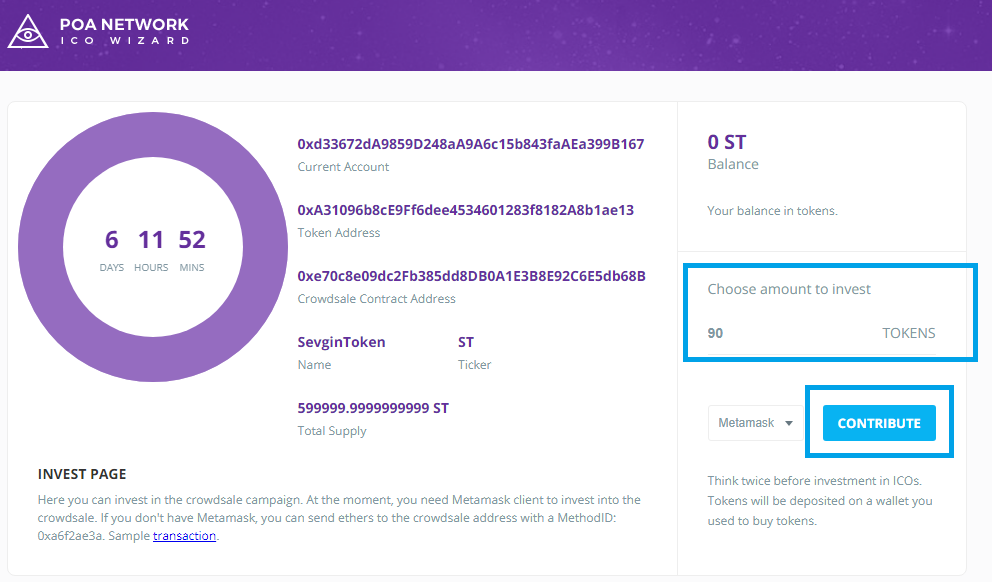 POA NETWORK
ICO WIZARD
6 11 52
DAYS HOURS MINS
0xd33672dA9859D248aA9A6c15b843faAEa399B167
Current Account
0xA31096b8cE9Ff6dee4534601283f8182A8b1ae13
Token Address
0xe70c8e09dc2Fb385dd8DB0A1E3B8E92C6E5db68B
Crowdsale Contract Address
SevginToken ST
Name Ticker
599999.9999999999 ST
Total Supply
INVEST PAGE
Here you can invest in the crowdsale campaign. At the moment, you need Metamask client to invest into the
crowdsale. If you don't have Metamask, you can send ethers to the crowdsale address with a MethodID:
0xa6f2ae3a. Sample transaction.
0 ST
Balance
Your balance in tokens.
Choose amount to invest
90 TOKENS
Metamask CONTRIBUTE
Think twice before investment in ICOs.
Tokens will be deposited on a wallet you
used to buy tokens.